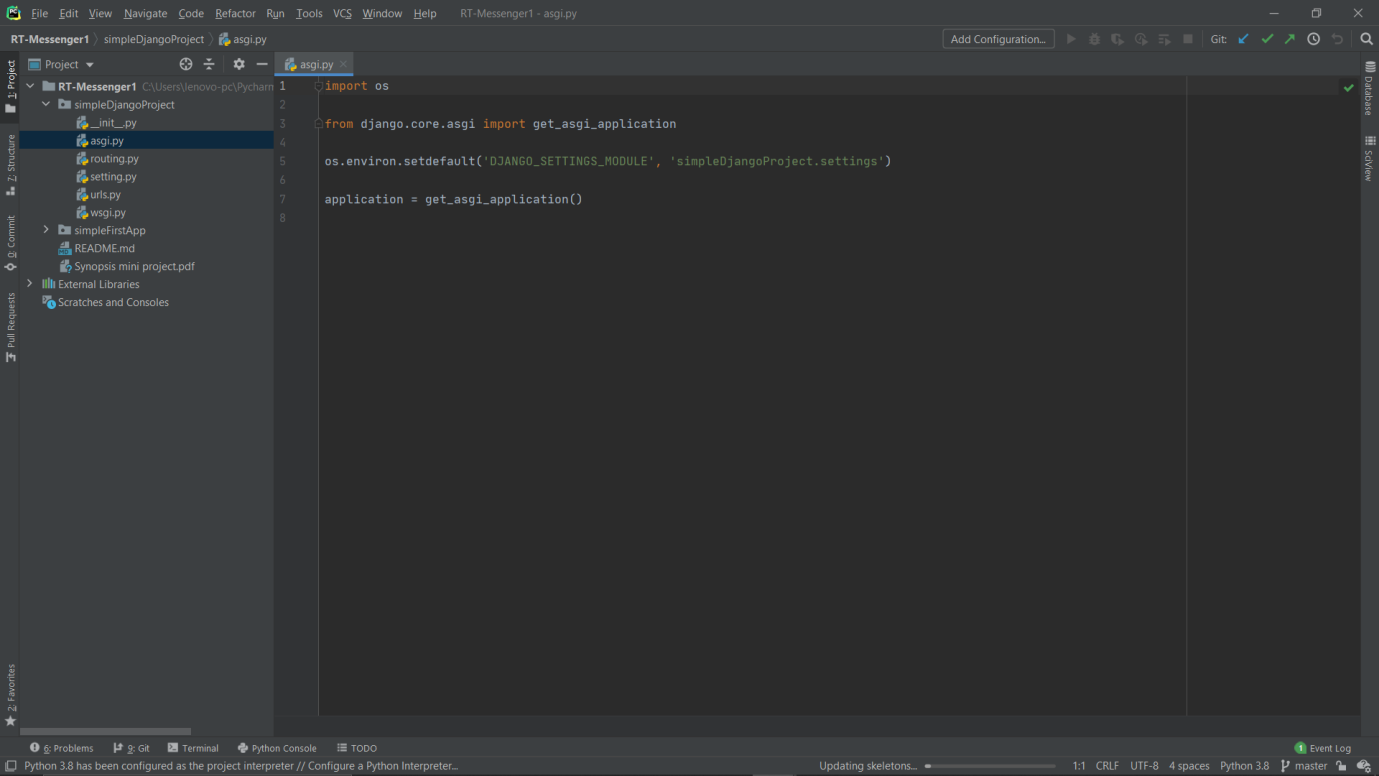 File Edit View Navigate Code Refactor Run Tools VCS Window Help RT-Messenger1 - asgi.py
RT-Messenger1 simpleDjangoProject asgi.py Add Configuration... Git:
1: Project
7: Structure
0: Commit
Pull Requests
2: Favorites
Project
RT-Messenger1 C:\Users\lenovo-pc\Pycharm
simpleDjangoProject
__init__.py
asgi.py
routing.py
setting.py
urls.py
wsgi.py
simpleFirstApp
README.md
Synopsis mini project.pdf
External Libraries
Scratches and Consoles
asgi.py
1 import os
2
3 from django.core.asgi import get_asgi_application
4
5 os.environ.setdefault('DJANGO_SETTINGS_MODULE', 'simpleDjangoProject.settings')
6
7 application = get_asgi_application()
8
Database
SciView
6: Problems 9: Git Terminal Python Console TODO 1 Event Log
Python 3.8 has been configured as the project interpreter // Configure a Python Interpreter... Updating skeletons... 1:1 CRLF UTF-8 4 spaces Python 3.8 master